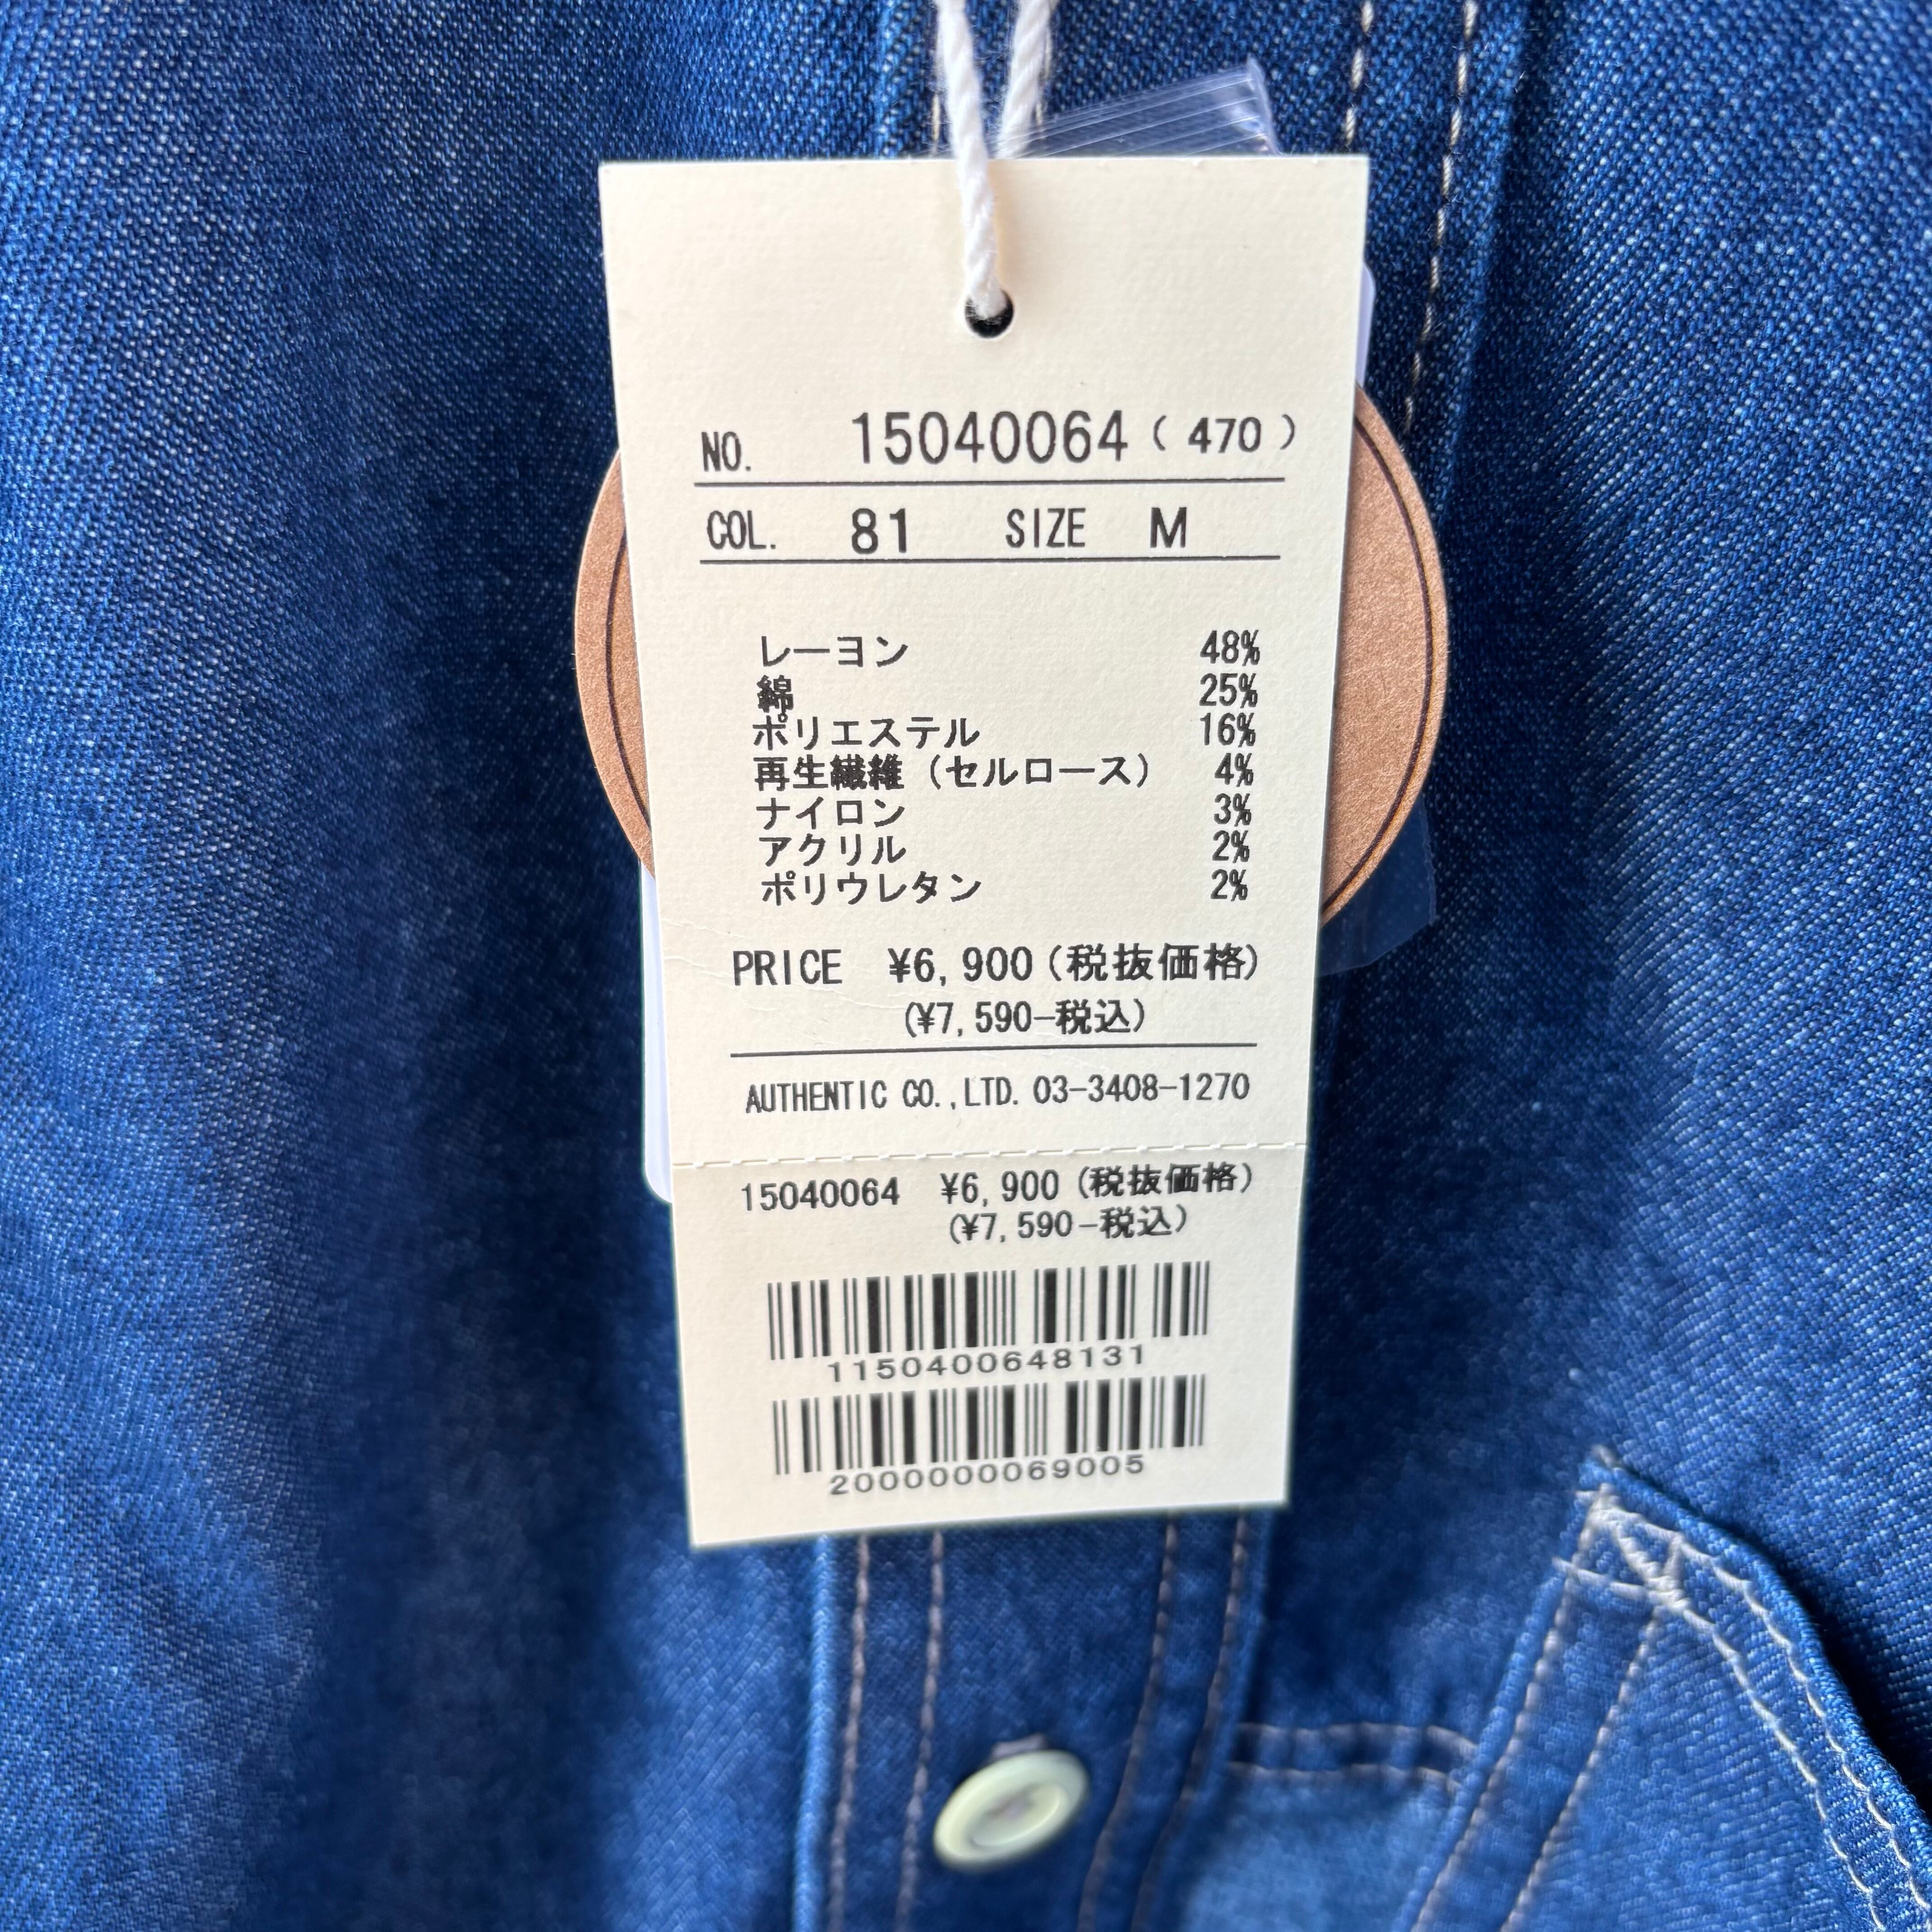 NO. 15040064 ( 470 )
COL. 81 SIZE M
レーヨン 48%
綿 25%
ポリエステル 16%
再生繊維(セルロース) 4%
ナイロン 3%
アクリル 2%
ポリウレタン 2%
PRICE ¥6,900(税抜価格)
(¥7,590-税込)
AUTHENTIC CO.,LTD. 03-3408-1270
15040064 ¥6,900(税抜価格)
(¥7,590-税込)
1150400648131
2000000069005